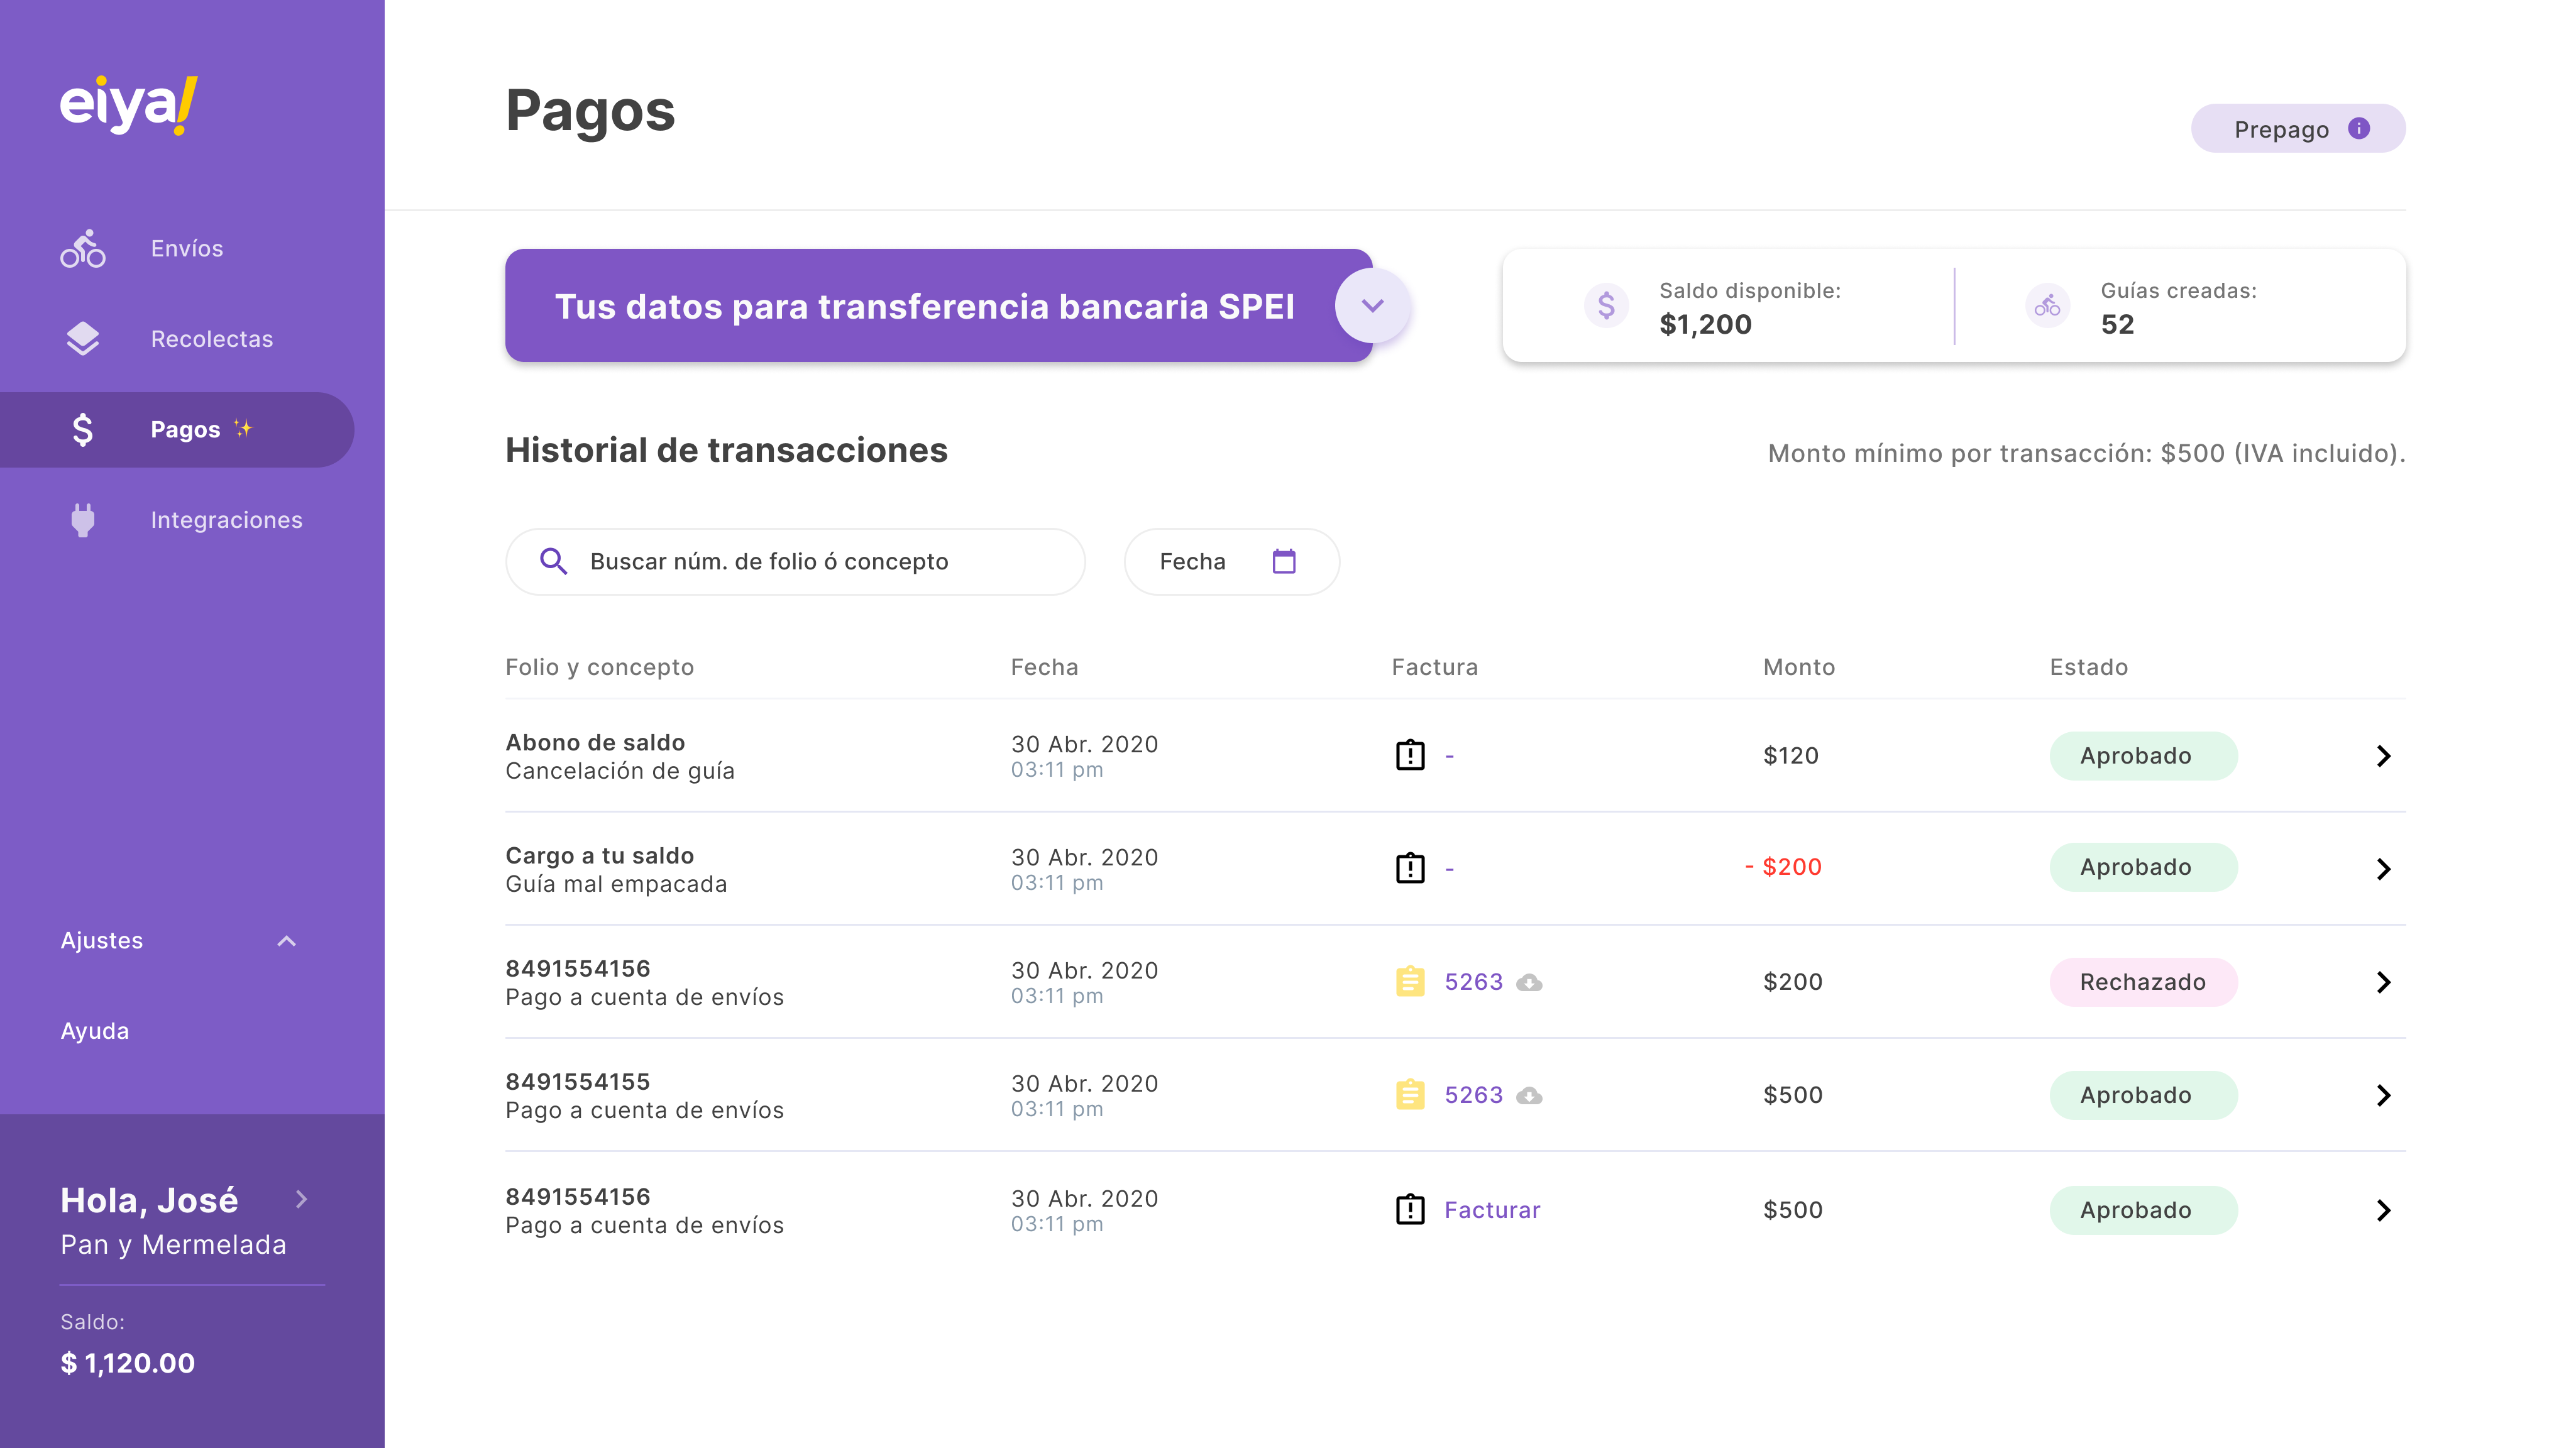 eiya!
Envíos
Recolectas
Pagos ✨
Integraciones
Ajustes
Ayuda
Hola, José
Pan y Mermelada
Saldo:
$ 1,120.00
Pagos
Prepago
Tus datos para transferencia bancaria SPEI
Saldo disponible:
$1,200
Guías creadas:
52
Historial de transacciones
Monto mínimo por transacción: $500 (IVA incluido).
Buscar núm. de folio ó concepto
Fecha
Folio y concepto Fecha Factura Monto Estado
Abono de saldo
Cancelación de guía
30 Abr. 2020
03:11 pm
-
$120
Aprobado
Cargo a tu saldo
Guía mal empacada
30 Abr. 2020
03:11 pm
-
- $200
Aprobado
8491554156
Pago a cuenta de envíos
30 Abr. 2020
03:11 pm
5263
$200
Rechazado
8491554155
Pago a cuenta de envíos
30 Abr. 2020
03:11 pm
5263
$500
Aprobado
8491554156
Pago a cuenta de envíos
30 Abr. 2020
03:11 pm
Facturar
$500
Aprobado